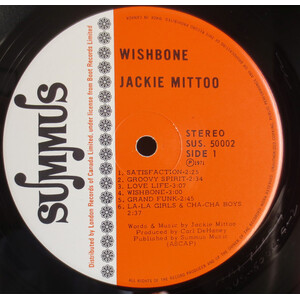 WISHBONE
JACKIE MITTOO
SUMMUS
Distributed by London Records of Canada Limited,
under license from Boot Records Limited
STEREO
SUS. 50002
SIDE 1
Ⓟ1971
1. SATISFACTION-2:25
2. GROOVY SPIRIT-2:34
3. LOVE LIFE-3:07
4. WISHBONE-3:00
5. GRAND FUNK-2:45
6. LA-LA GIRLS & CHA-CHA BOYS
2:37
Words & Music by Jackie Mittoo
Produced by Carl DeHaney
Published by Summus Music
(ASCAP)